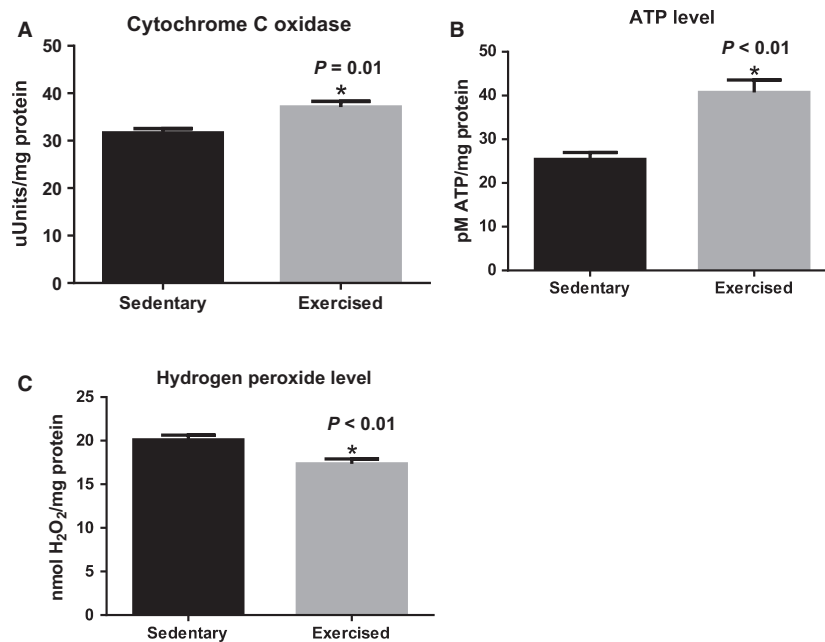 A
Cytochrome C oxidase
50
40
30
20
10
0
uUnits/mg protein
P = 0.01
*
Sedentary
Exercised
B
ATP level
50
40
30
20
10
0
pM ATP/mg protein
P < 0.01
*
Sedentary
Exercised
C
Hydrogen peroxide level
25
20
15
10
5
0
nmol H₂O₂/mg protein
P < 0.01
*
Sedentary
Exercised